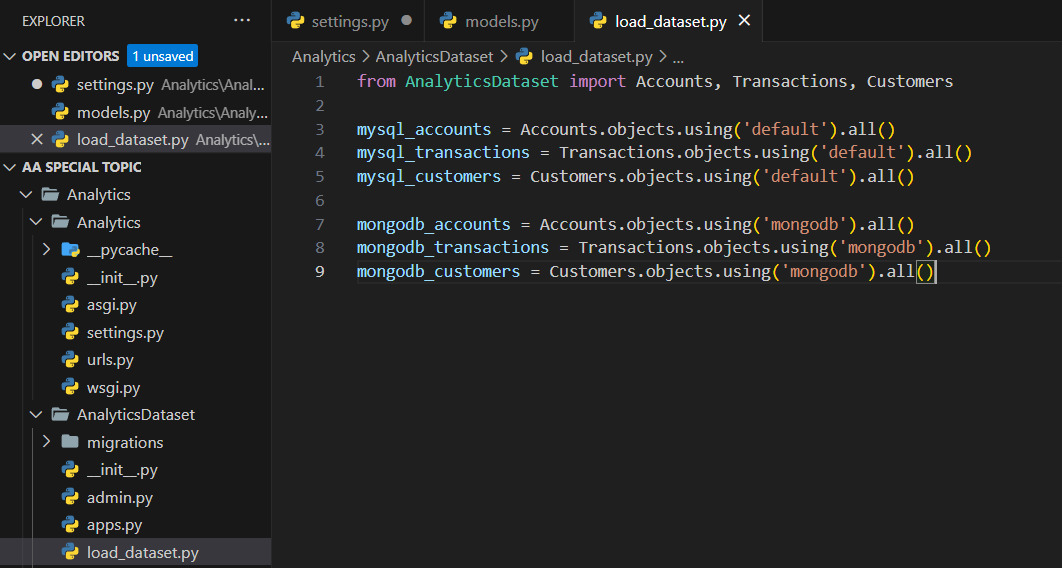 EXPLORER ...
OPEN EDITORS 1 unsaved
settings.py Analytics\Anal...
models.py Analytics\Analy...
load_dataset.py Analytics\...
AA SPECIAL TOPIC
Analytics
Analytics
__pycache__
__init__.py
asgi.py
settings.py
urls.py
wsgi.py
AnalyticsDataset
migrations
__init__.py
admin.py
apps.py
load_dataset.py
settings.py models.py load_dataset.py
Analytics > AnalyticsDataset > load_dataset.py > ...
1 from AnalyticsDataset import Accounts, Transactions, Customers
2
3 mysql_accounts = Accounts.objects.using('default').all()
4 mysql_transactions = Transactions.objects.using('default').all()
5 mysql_customers = Customers.objects.using('default').all()
6
7 mongodb_accounts = Accounts.objects.using('mongodb').all()
8 mongodb_transactions = Transactions.objects.using('mongodb').all()
9 mongodb_customers = Customers.objects.using('mongodb').all()